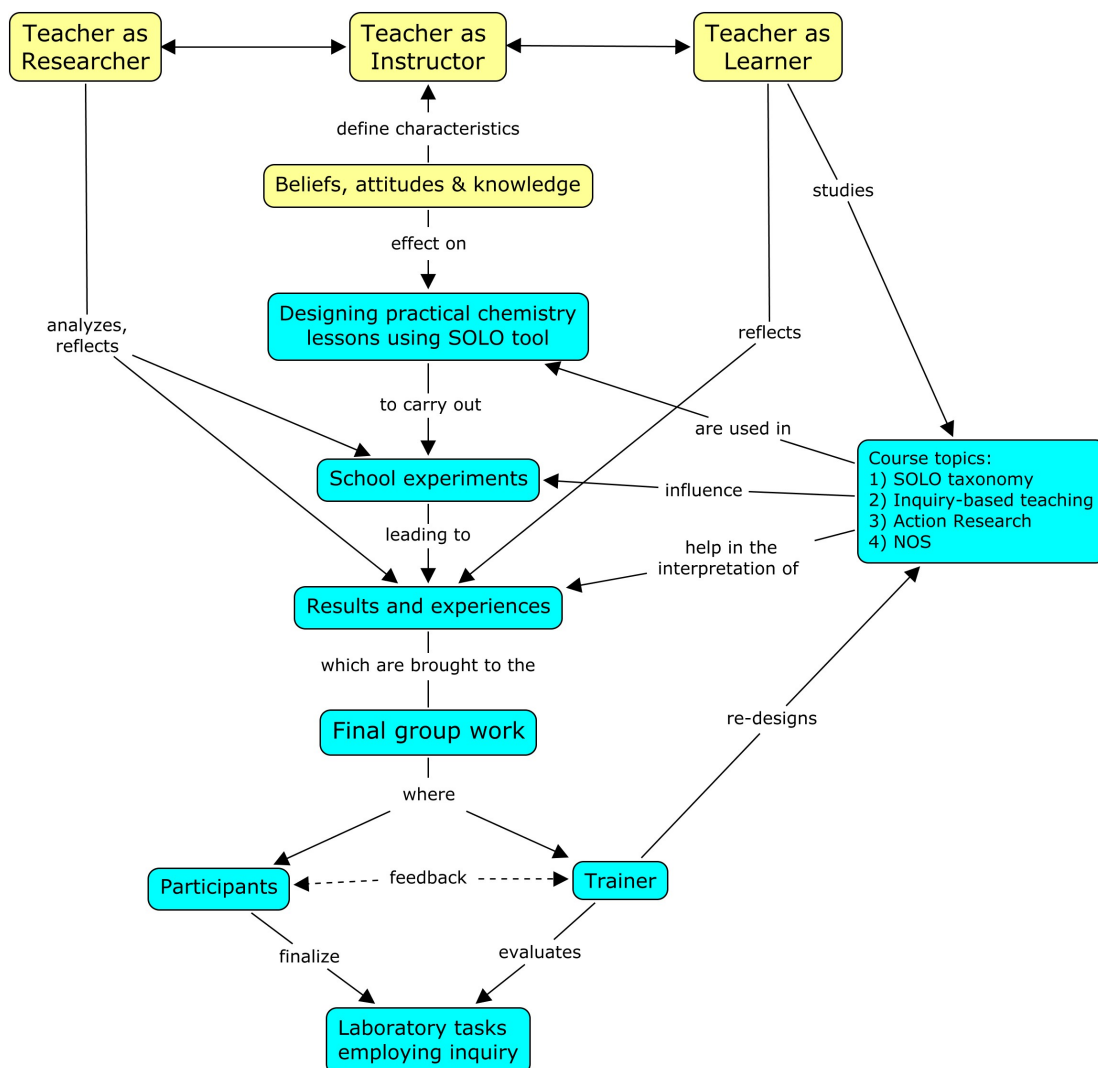 Teacher as
Researcher
Teacher as
Instructor
Teacher as
Learner
define characteristics
Beliefs, attitudes & knowledge
studies
effect on
Designing practical chemistry
lessons using SOLO tool
analyzes,
reflects
reflects
to carry out
are used in
School experiments
Course topics:
1) SOLO taxonomy
2) Inquiry-based teaching
3) Action Research
4) NOS
influence
leading to
help in the
interpretation of
Results and experiences
which are brought to the
Final group work
re-designs
where
Participants
feedback
Trainer
finalize
evaluates
Laboratory tasks
employing inquiry